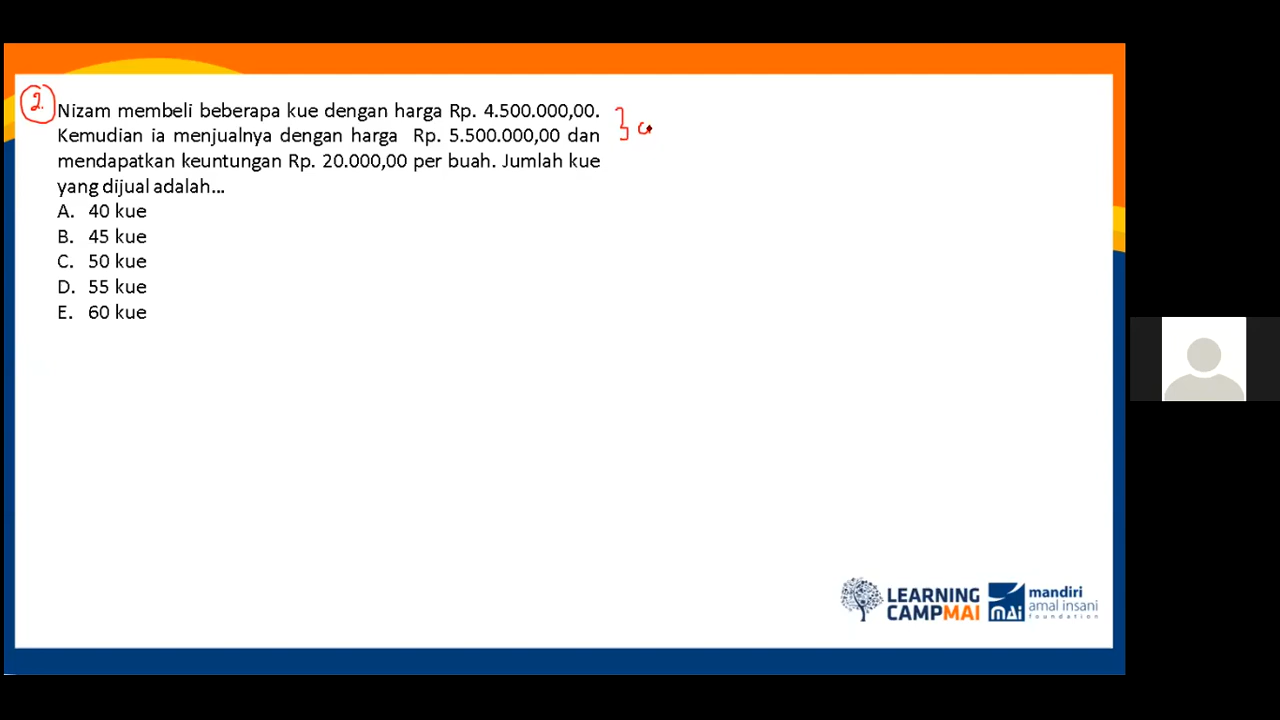 2.
Nizam membeli beberapa kue dengan harga Rp. 4.500.000,00.
Kemudian ia menjualnya dengan harga Rp. 5.500.000,00 dan
mendapatkan keuntungan Rp. 20.000,00 per buah. Jumlah kue
yang dijual adalah...
A. 40 kue
B. 45 kue
C. 50 kue
D. 55 kue
E. 60 kue
LEARNING
CAMPMAI
MAI
mandiri
amal insani
foundation